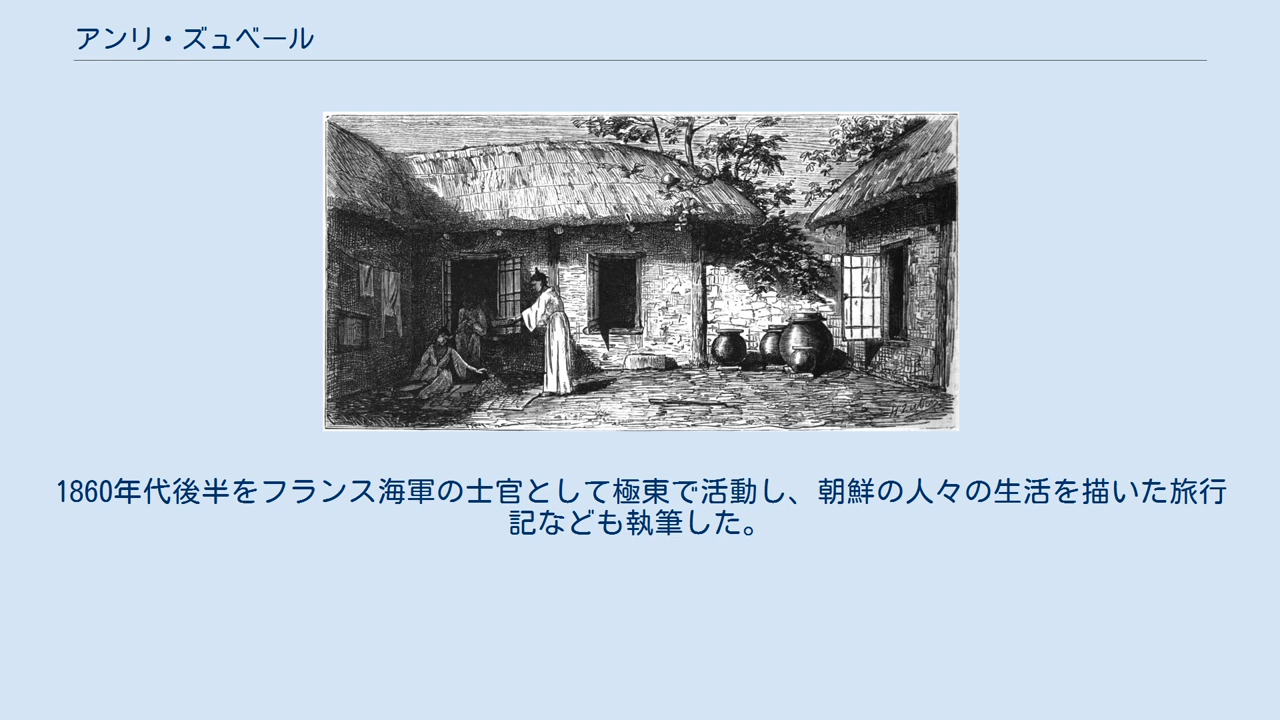 アンリ・ズュベール
1860年代後半をフランス海軍の士官として極東で活動し、朝鮮の人々の生活を描いた旅行
記なども執筆した。